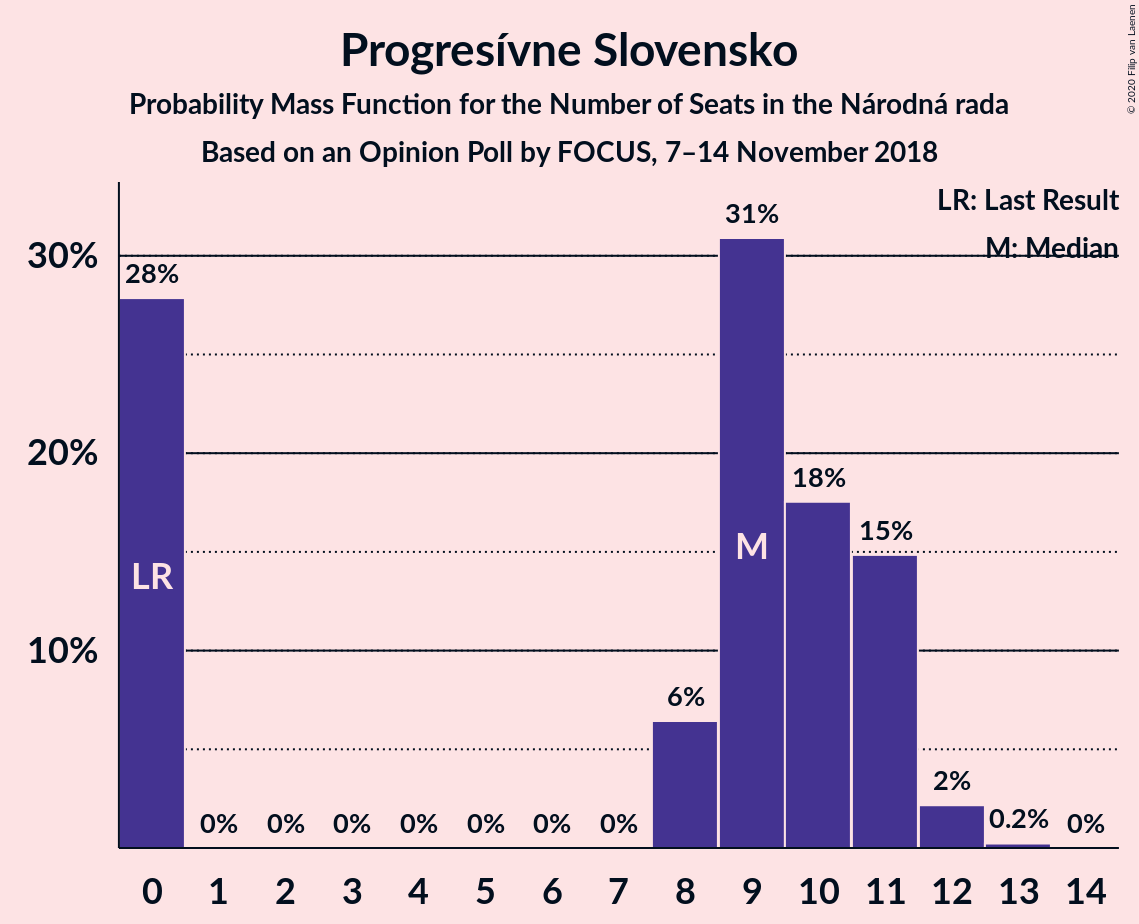 Progresívne Slovensko
Probability Mass Function for the Number of Seats in the Národná rada
Based on an Opinion Poll by FOCUS, 7–14 November 2018
© 2020 Filip van Laenen
LR: Last Result
M: Median
30%
20%
10%
28%
0%
0%
0%
0%
0%
0%
0%
6%
31%
18%
15%
2%
0.2%
0%
LR
M
0 1 2 3 4 5 6 7 8 9 10 11 12 13 14